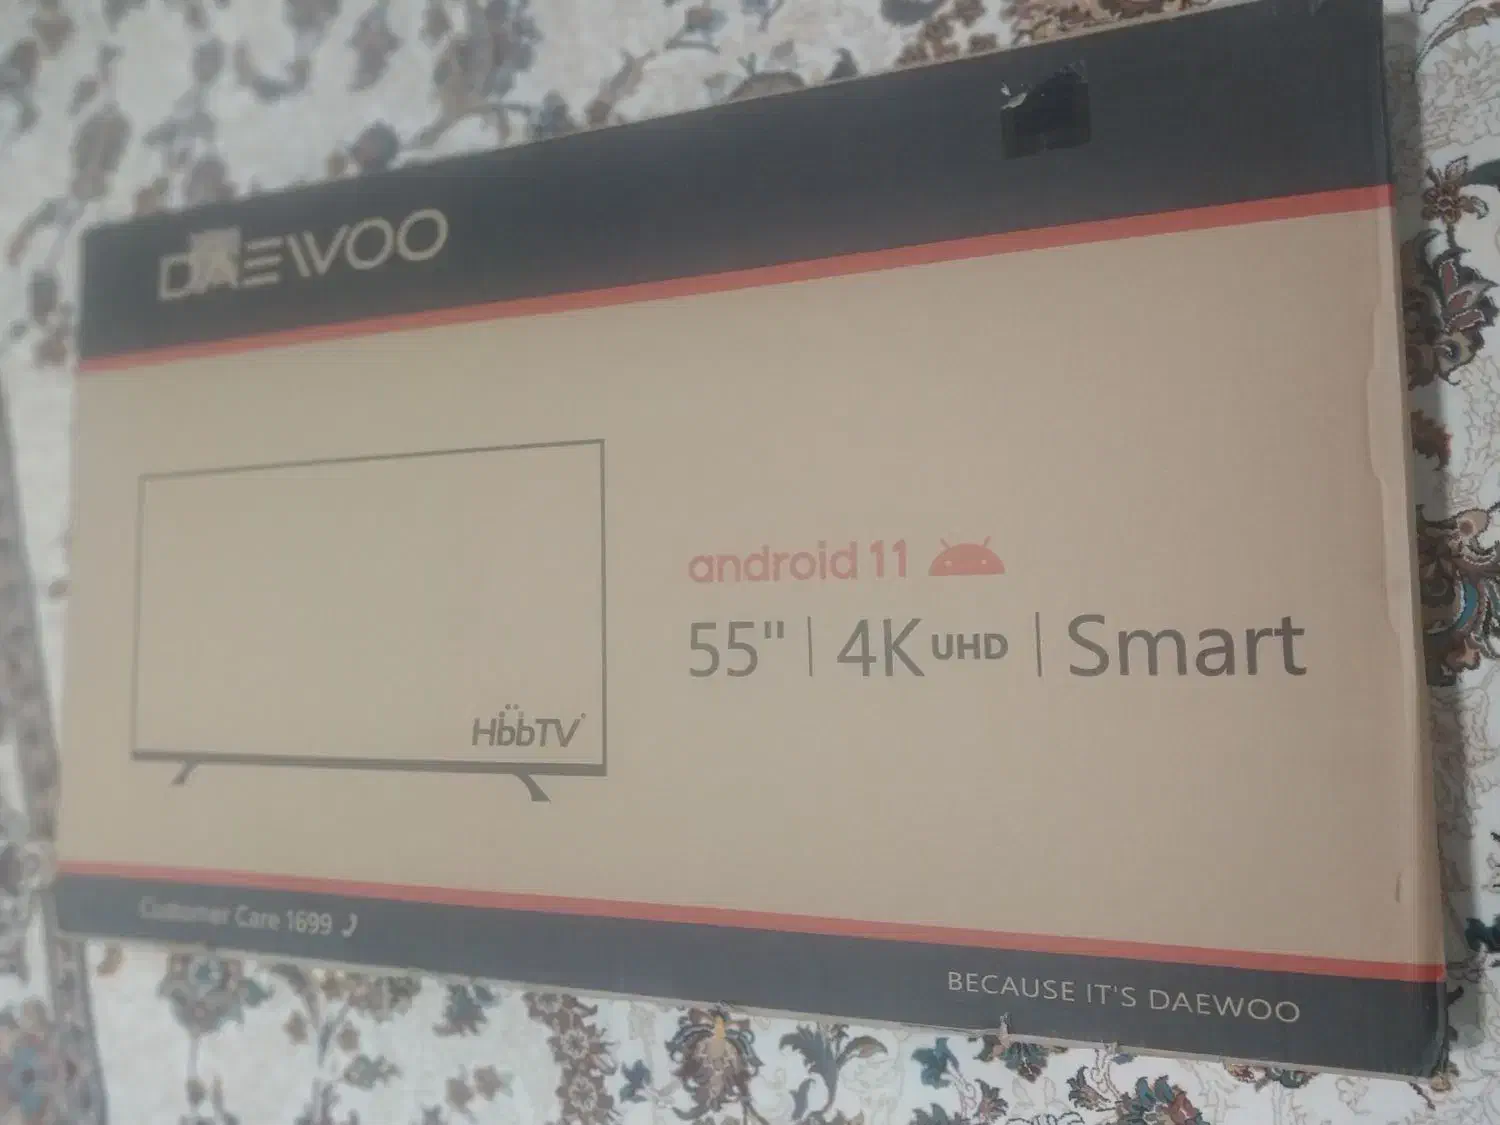 DAEWOO
android 11
55" | 4K UHD | Smart
HbbTV
Customer Care 1699
BECAUSE IT'S DAEWOO